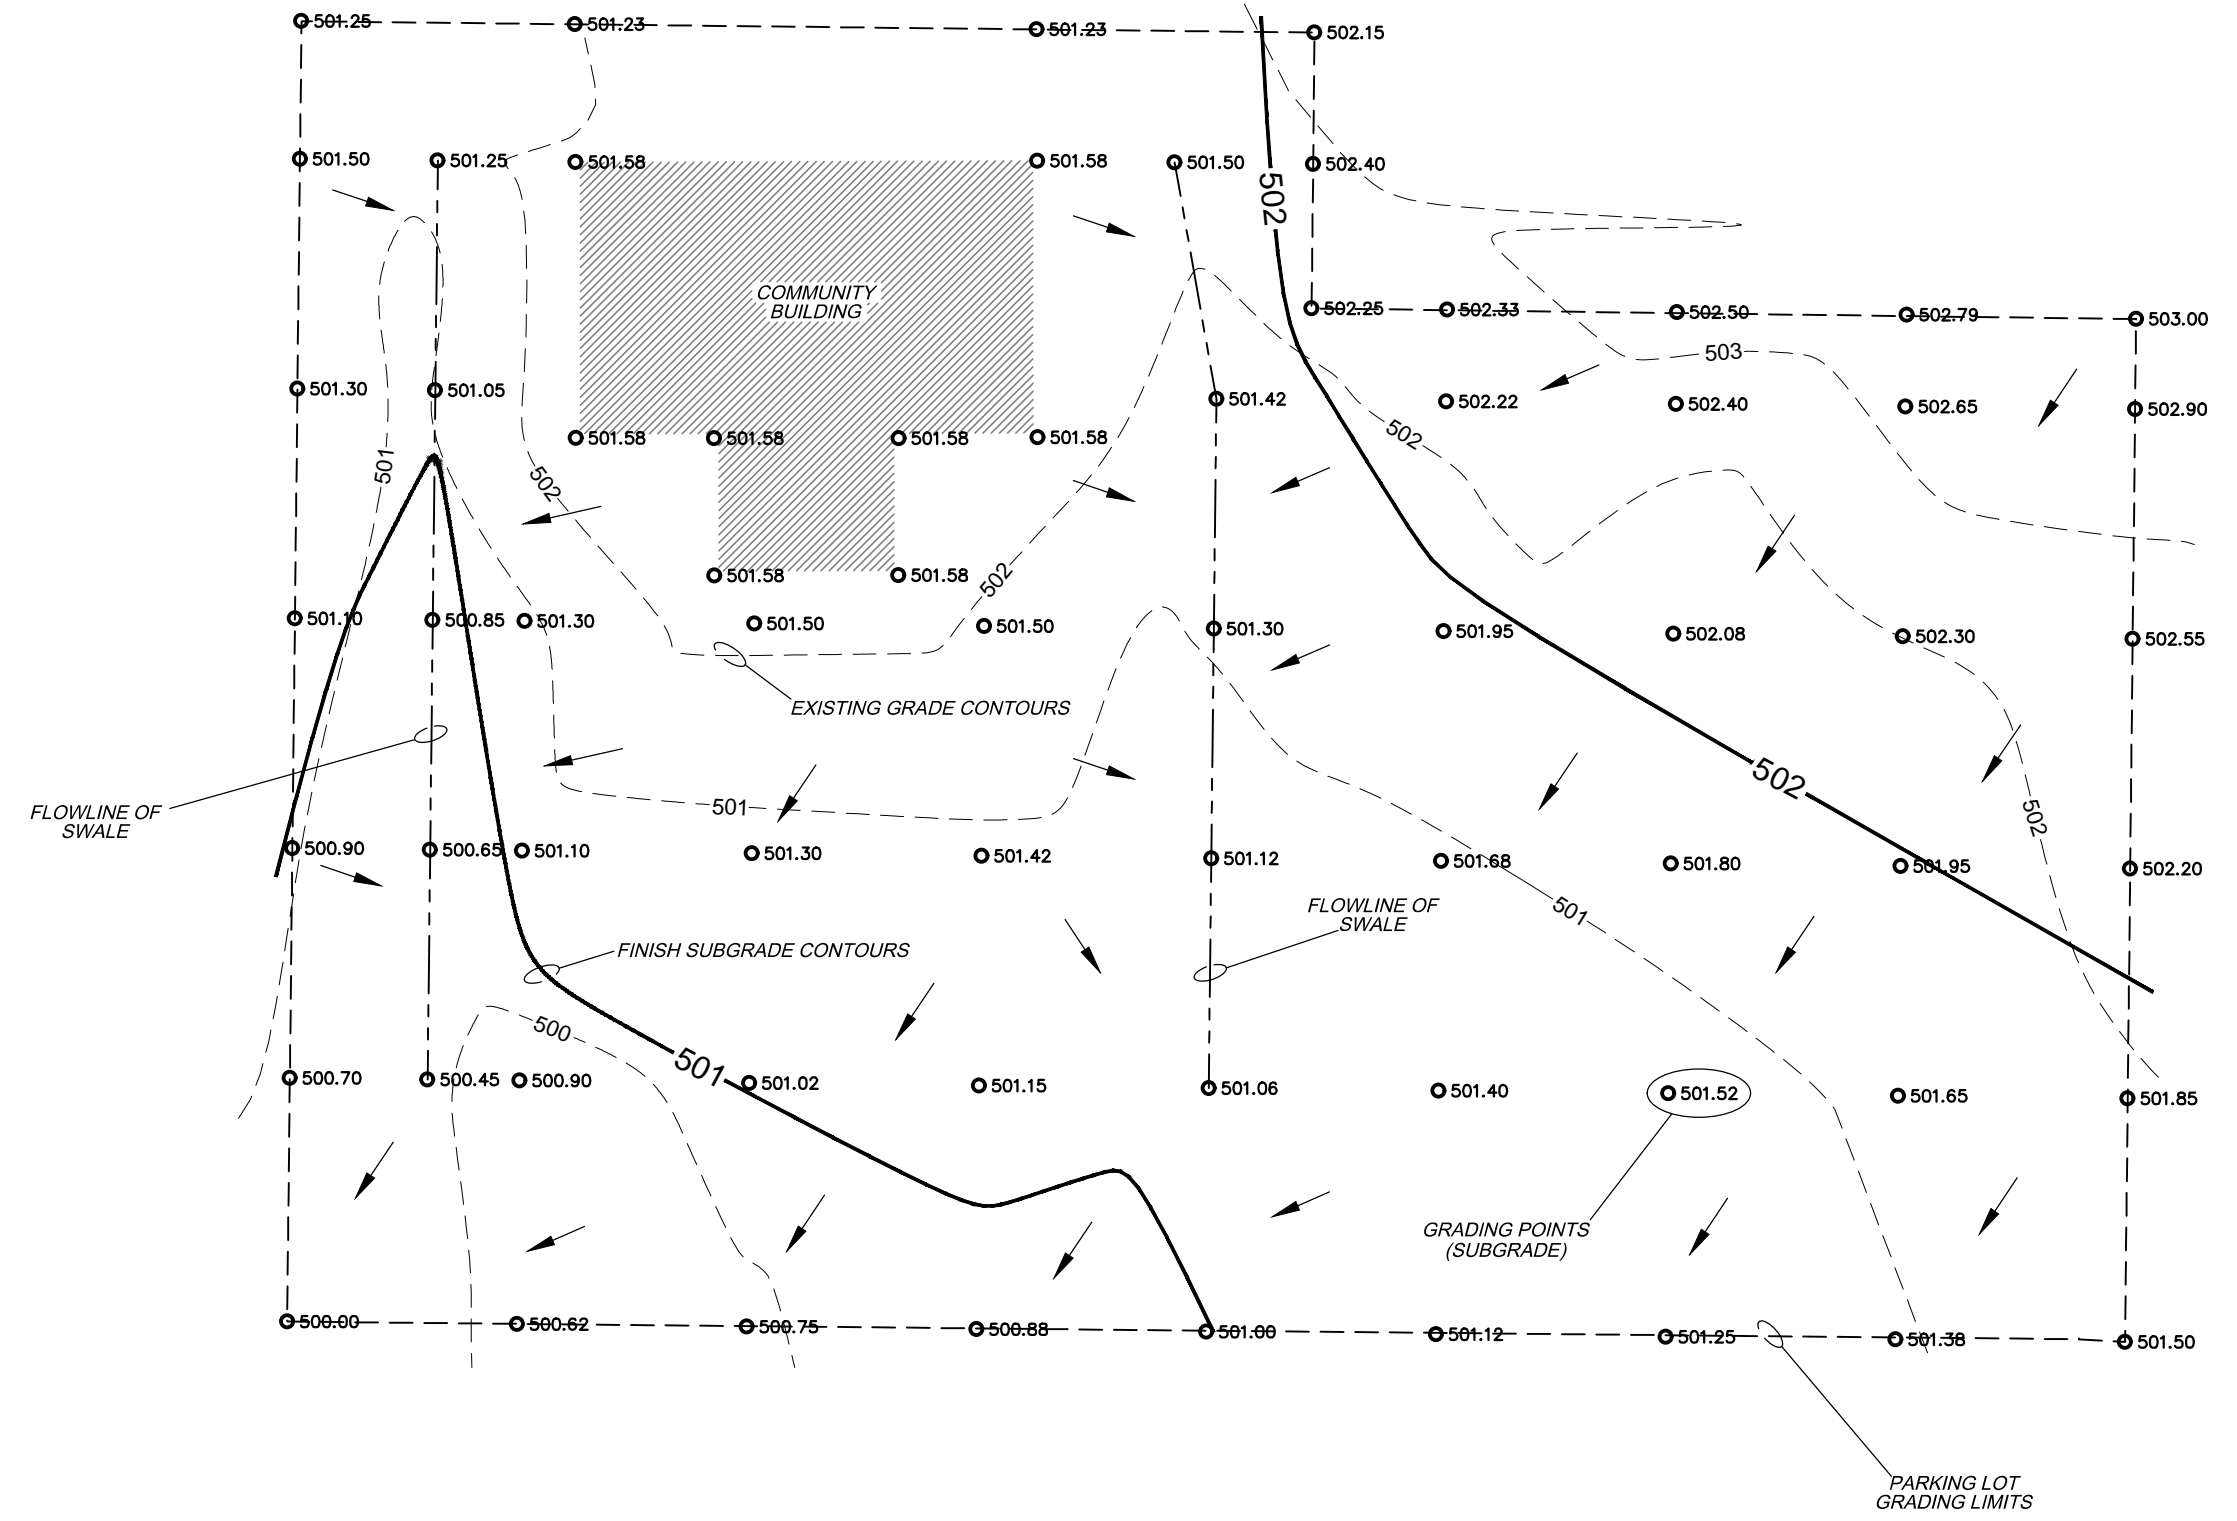 501.25 501.23 501.23 502.15
501.50 501.25 501.58 501.58 501.50 502.40
502
COMMUNITY
BUILDING
502.25 502.33 502.50 502.79 503.00
503
501.30 501.05 501.42 502.22 502.40 502.65 502.90
501.58 501.58 501.58 501.58
502
501
502
501.58 501.58
502
501.10 500.85 501.30 501.50 501.50 501.30 501.95 502.08 502.30 502.55
EXISTING GRADE CONTOURS
502
501
502
FLOWLINE OF
SWALE
500.90 500.65 501.10 501.30 501.42 501.12 501.68 501.80 501.95 502.20
501
FLOWLINE OF
SWALE
FINISH SUBGRADE CONTOURS
500
501
500.70 500.45 500.90 501.02 501.15 501.06 501.40 501.52 501.65 501.85
GRADING POINTS
(SUBGRADE)
500.00 500.62 500.75 500.88 501.00 501.12 501.25 501.38 501.50
PARKING LOT
GRADING LIMITS